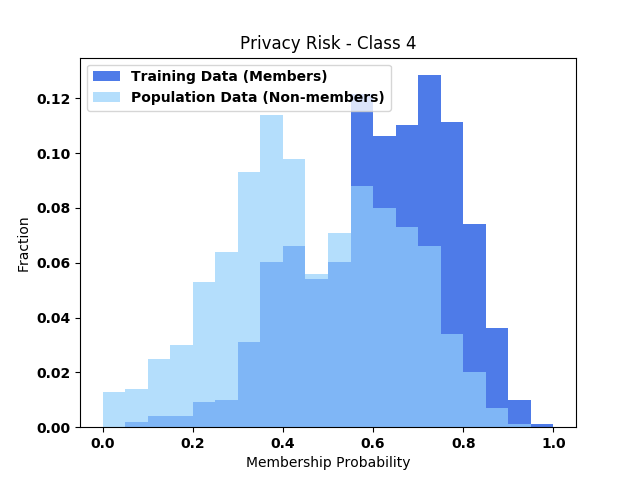 Privacy Risk - Class 4
Training Data (Members)
Population Data (Non-members)
Fraction
0.12
0.10
0.08
0.06
0.04
0.02
0.00
0.0 0.2 0.4 0.6 0.8 1.0
Membership Probability